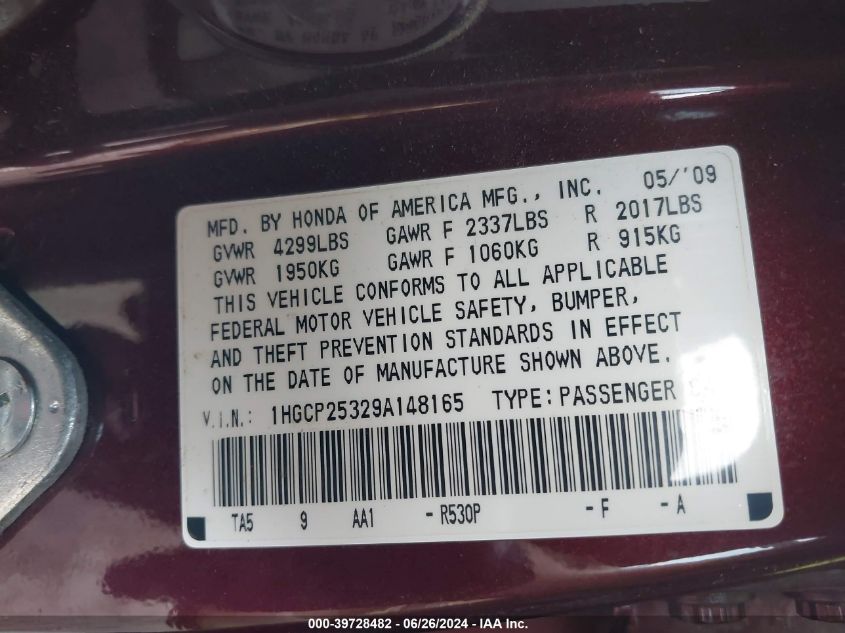 MFD. BY HONDA OF AMERICA MFG., INC. 05/'09
GVWR 4299LBS GAWR F 2337LBS R 2017LBS
GVWR 1950KG GAWR F 1060KG R 915KG
THIS VEHICLE CONFORMS TO ALL APPLICABLE
FEDERAL MOTOR VEHICLE SAFETY, BUMPER,
AND THEFT PREVENTION STANDARDS IN EFFECT
ON THE DATE OF MANUFACTURE SHOWN ABOVE.
V.I.N.: 1HGCP25329A148165 TYPE:PASSENGER
TA5 9 AA1 -R530P -F -A
000-39728482 - 06/26/2024 - IAA Inc.